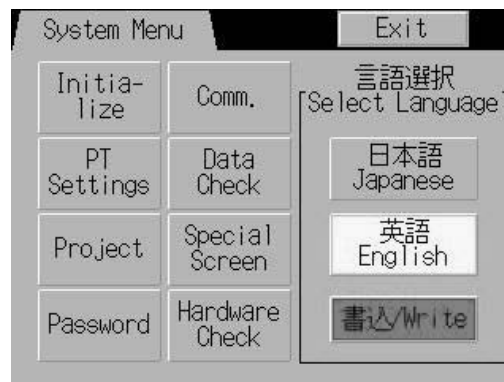 System Menu
Exit
Initia-
lize
Comm.
PT
Settings
Data
Check
Project
Special
Screen
Password
Hardware
Check
言語選択
Select Language
日本語
Japanese
英語
English
書込/Write